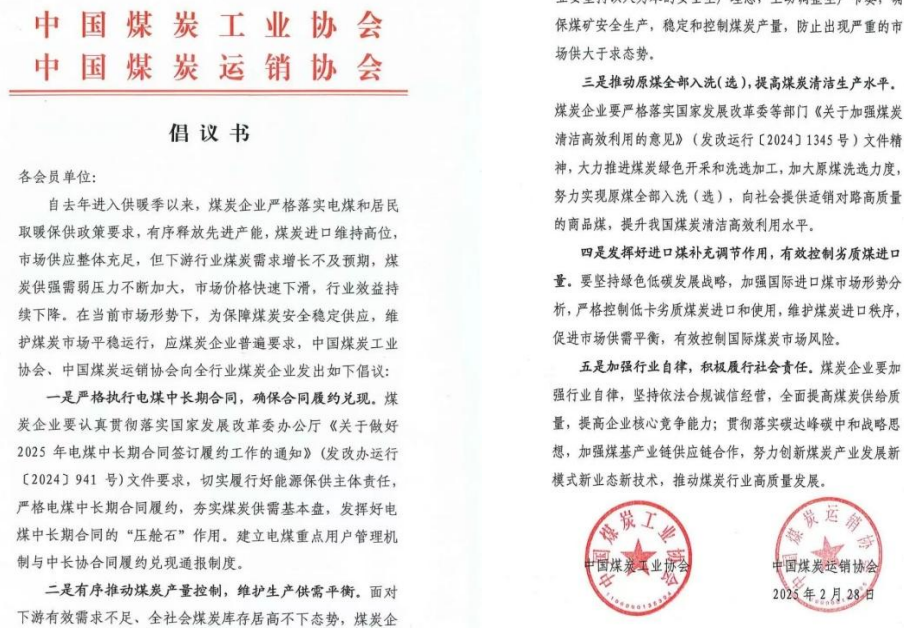 中国煤炭工业协会
中国煤炭运销协会
倡议书
各会员单位:
自去年进入供暖季以来，煤炭企业严格落实电煤和居民
取暖保供政策要求，有序释放先进产能，煤炭进口维持高位，
市场供应整体充足，但下游行业煤炭需求增长不及预期，煤
炭供强需弱压力不断加大，市场价格快速下滑，行业效益持
续下降。在当前市场形势下，为保障煤炭安全稳定供应，维
护煤炭市场平稳运行，应煤炭企业普遍要求，中国煤炭工业
协会、中国煤炭运销协会向全行业煤炭企业发出如下倡议:
一是严格执行电煤中长期合同，确保合同履约兑现。煤
炭企业要认真贯彻落实国家发展改革委办公厅《关于做好
2025 年电煤中长期合同签订履约工作的通知》(发改办运行
〔2024〕941 号)文件要求，切实履行好能源保供主体责任，
严格电煤中长期合同履约，夯实煤炭供需基本盘，发挥好电
煤中长期合同的“压舱石”作用。建立电煤重点用户管理机
制与中长协合同履约兑现通报制度。
二是有序推动煤炭产量控制，维护生产供需平衡。面对
下游有效需求不足、全社会煤炭库存居高不下态势，煤炭企
保煤矿安全生产，稳定和控制煤炭产量，防止出现严重的市
场供大于求态势。
三是推动原煤全部入洗(选)，提高煤炭清洁生产水平。
煤炭企业要严格落实国家发展改革委等部门《关于加强煤炭
清洁高效利用的意见》(发改运行〔2024〕1345 号)文件精
神，大力推进煤炭绿色开采和洗选加工，加大原煤洗选力度，
努力实现原煤全部入洗（选），向社会提供适销对路高质量
的商品煤，提升我国煤炭清洁高效利用水平。
四是发挥好进口煤补充调节作用，有效控制劣质煤进口
量。要坚持绿色低碳发展战略，加强国际进口煤市场形势分
析，严格控制低卡劣质煤炭进口和使用，维护煤炭进口秩序，
促进市场供需平衡，有效控制国际煤炭市场风险。
五是加强行业自律，积极履行社会责任。煤炭企业要加
强行业自律，坚持依法合规诚信经营，全面提高煤炭供给质
量，提高企业核心竞争能力；贯彻落实碳达峰碳中和战略思
想，加强煤基产业链供应链合作，努力创新煤炭产业发展新
模式新业态新技术，推动煤炭行业高质量发展。
中国煤炭工业协会
中国煤炭运销协会
中国煤炭工业协会 中国煤炭运销协会
2025 年 2 月 28 日